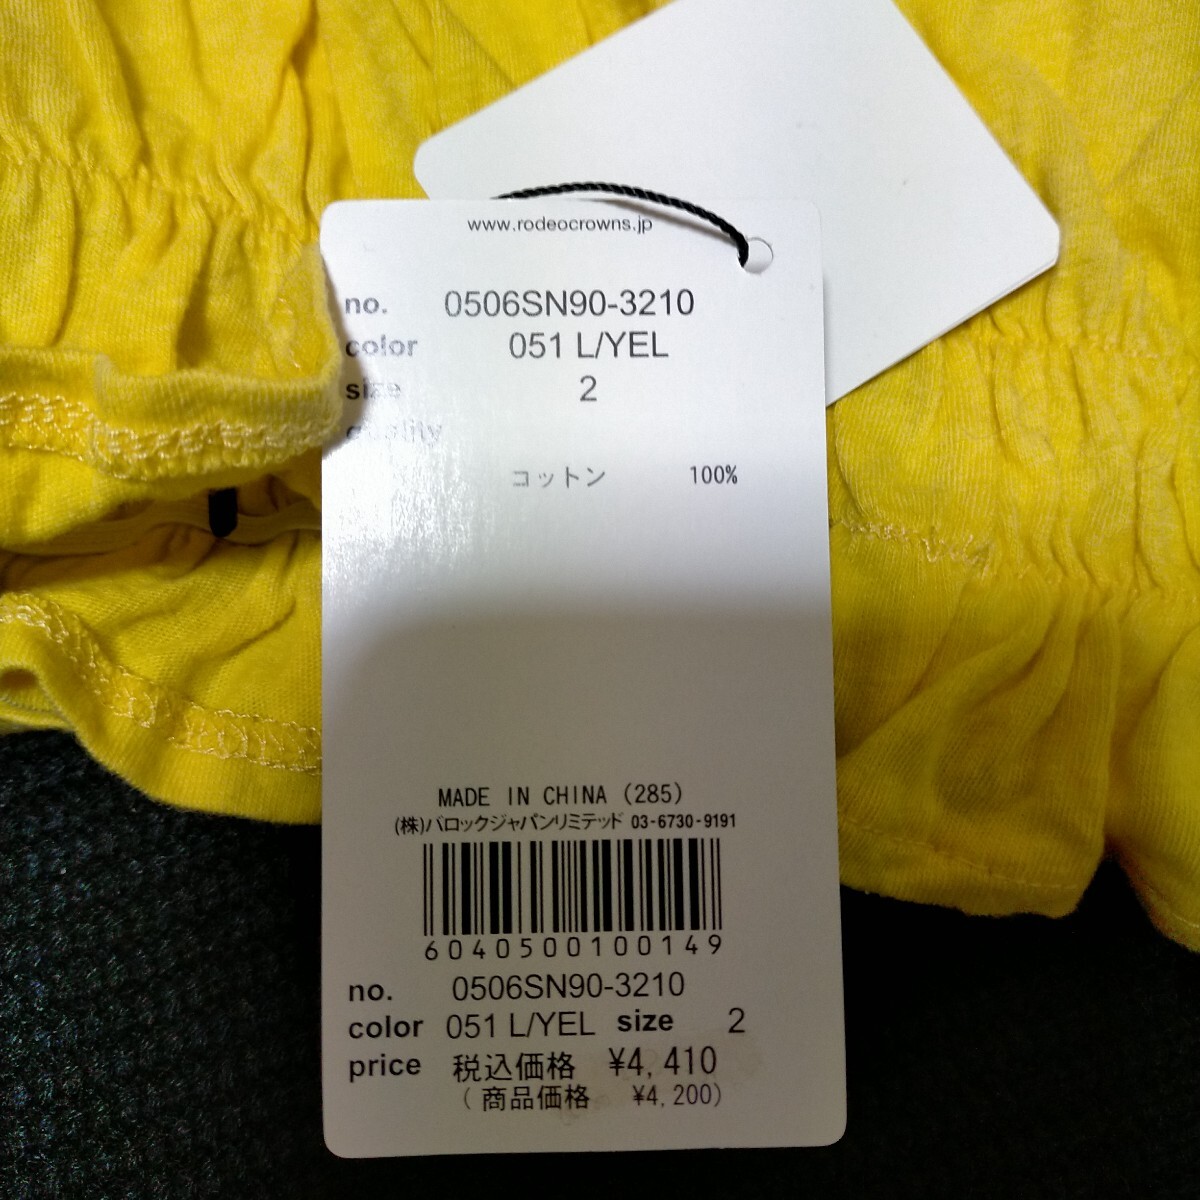 www.rodeocrowns.jp
no. 0506SN90-3210
color 051 L/YEL
size 2
quality
コットン 100%
MADE IN CHINA (285)
(株)バロックジャパンリミテッド 03-6730-9191
604050010014​9
no. 0506SN90-3210
color 051 L/YEL size 2
price 税込価格 ¥4,410
(商品価格 ¥4,200)